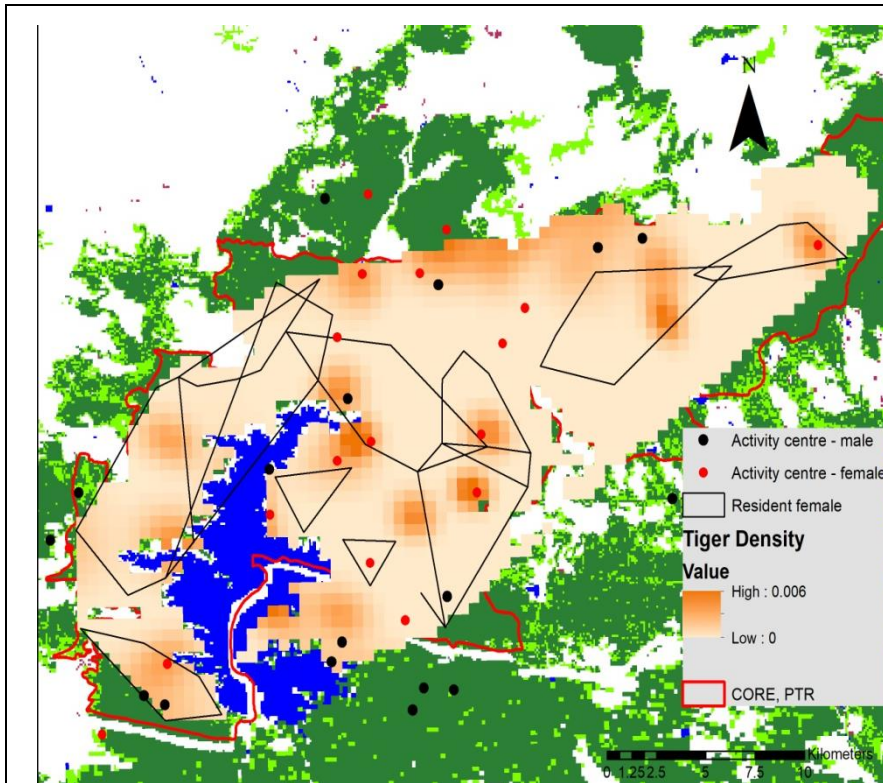 N
Activity centre - male
Activity centre - female
Resident female
Tiger Density
Value
High : 0.006
Low : 0
CORE, PTR
Kilometers
0 1.25 2.5 5 7.5 10